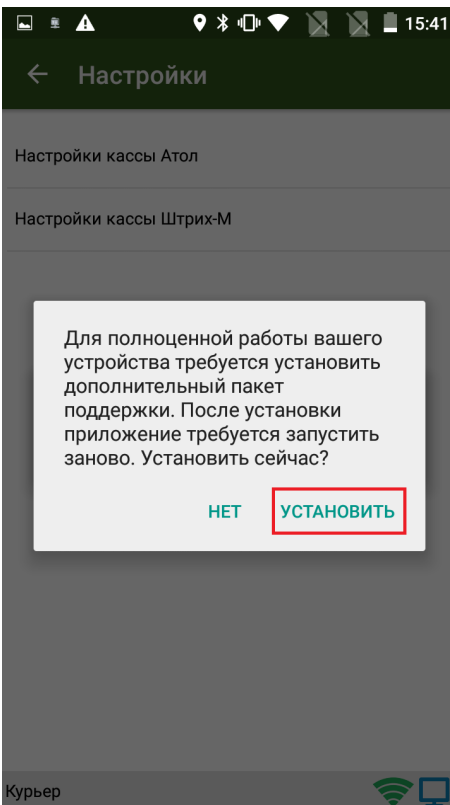 15:41
Настройки
Настройки кассы Атол
Настройки кассы Штрих-М
Для полноценной работы вашего
устройства требуется установить
дополнительный пакет
поддержки. После установки
приложение требуется запустить
заново. Установить сейчас?
НЕТ УСТАНОВИТЬ
Курьер